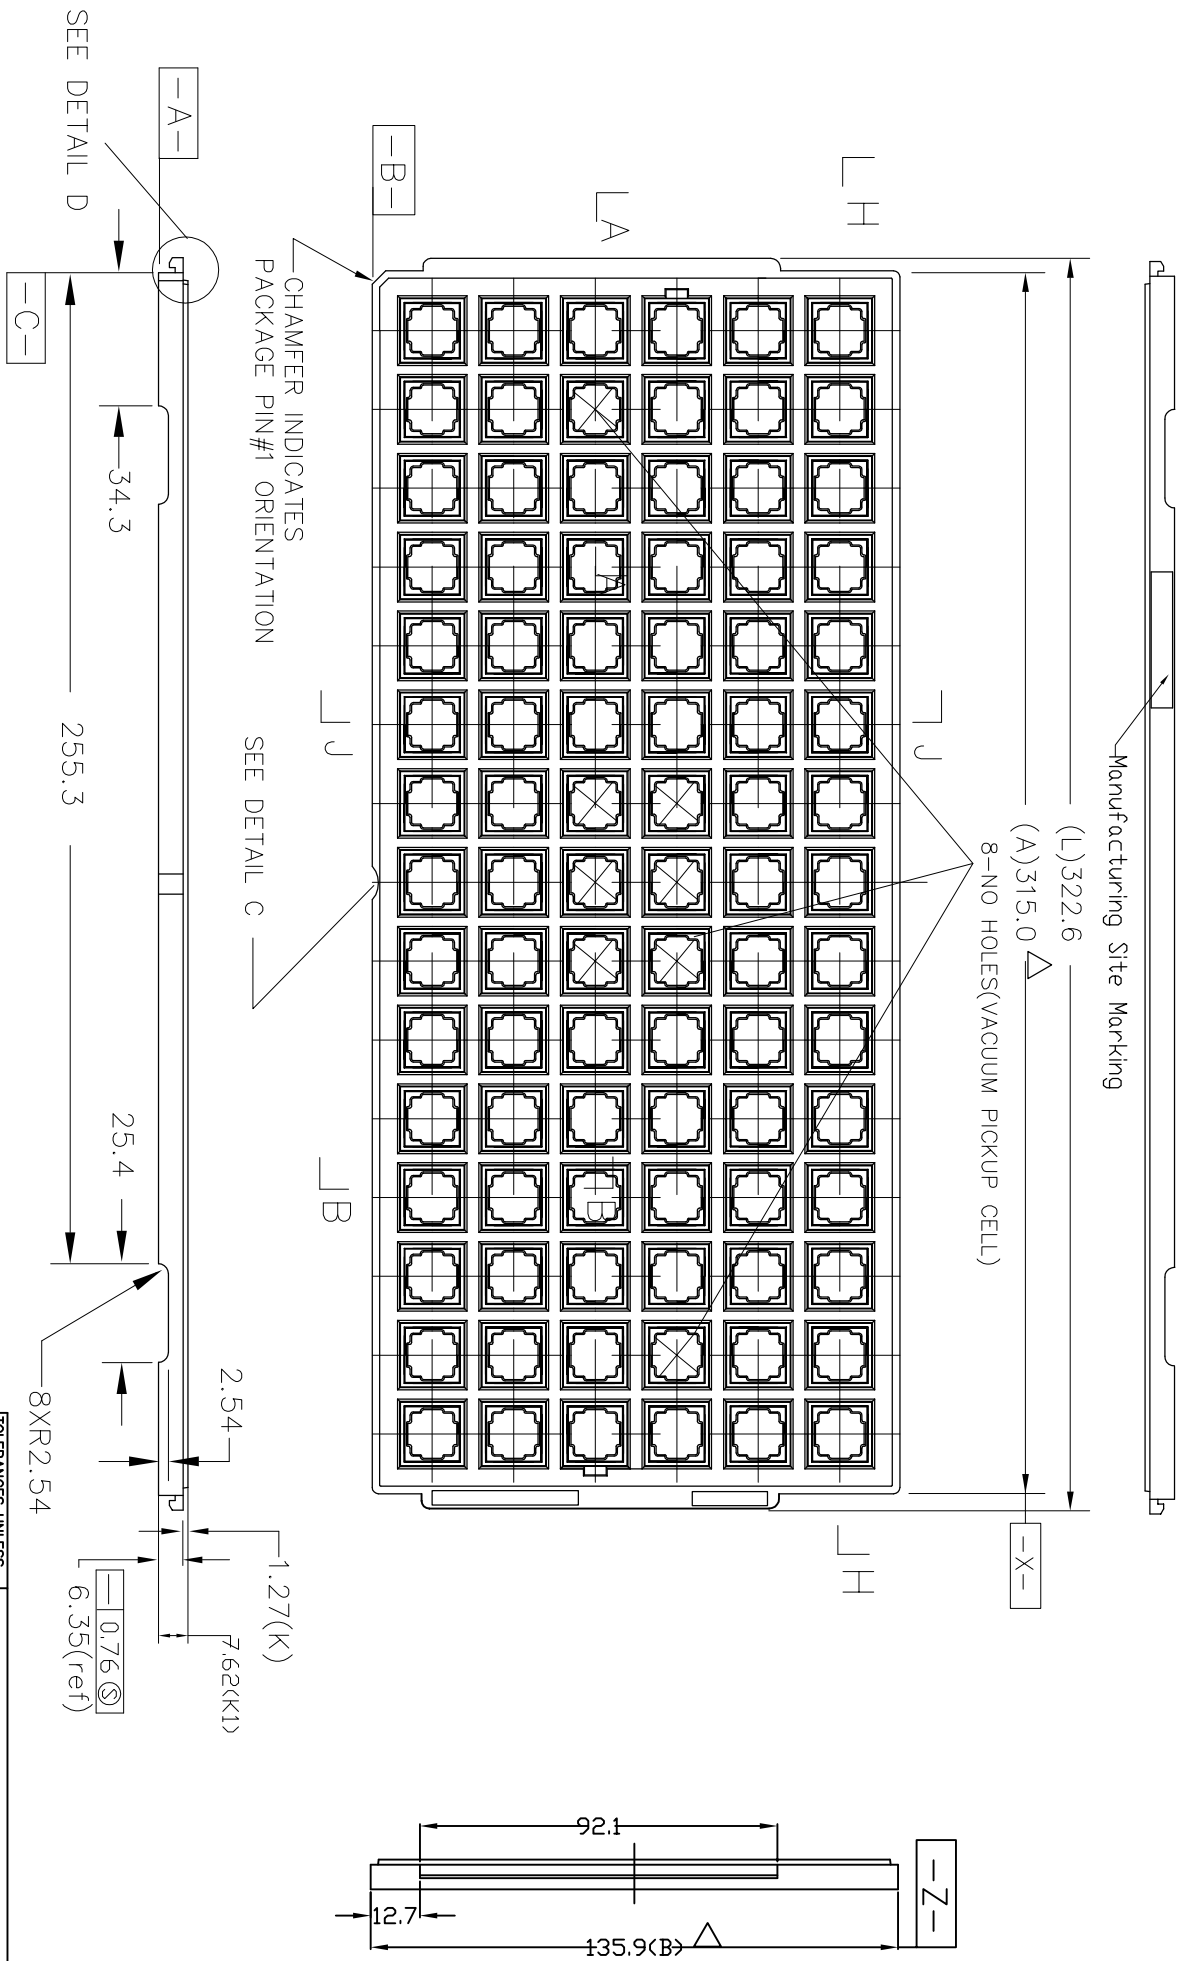 Manufacturing Site Marking
(L)322.6
(A)315.0
-X-
8-NO HOLES(VACUUM PICKUP CELL)
H
H
J
J
A
A
B
B
-B-
CHAMFER INDICATES
PACKAGE PIN#1 ORIENTATION
SEE DETAIL C
-A-
SEE DETAIL D
-C-
34.3
255.3
25.4
8XR2.54
2.54
1.27(K)
7.62(K1)
— 0.76 Ⓢ
6.35(ref)
-Z-
92.1
12.7
135.9(B)